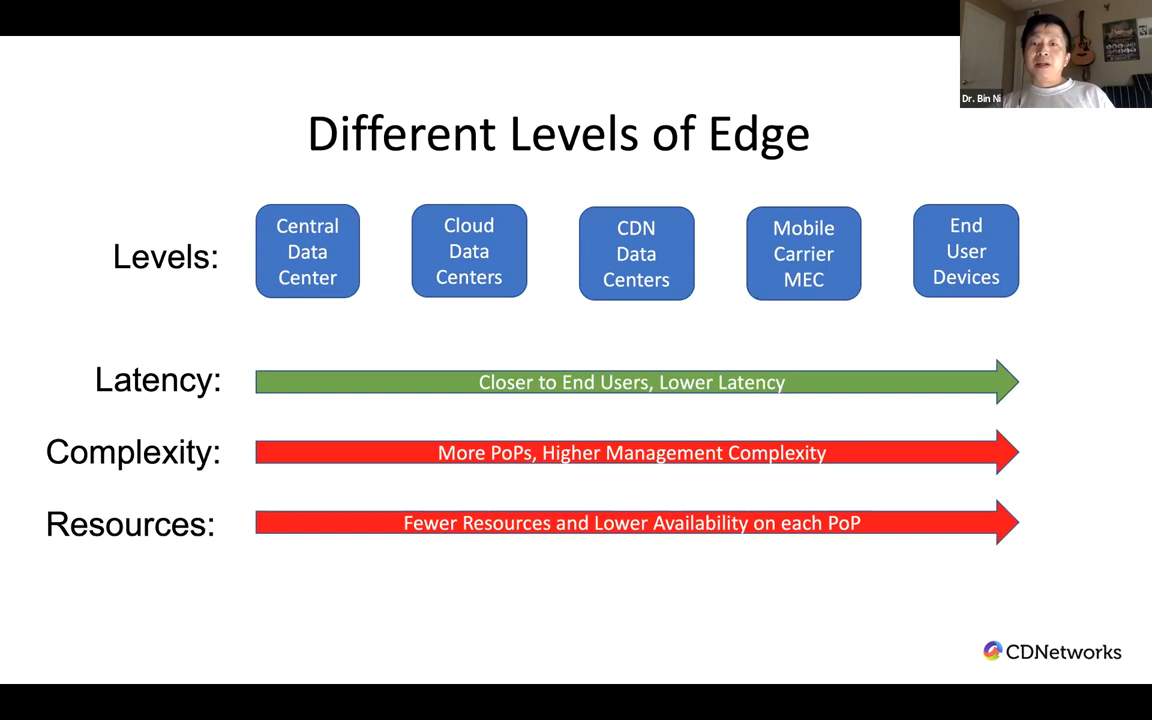 Dr. Bin Ni
Different Levels of Edge
Levels:
Central
Data
Center
Cloud
Data
Centers
CDN
Data
Centers
Mobile
Carrier
MEC
End
User
Devices
Latency:
Closer to End Users, Lower Latency
Complexity:
More PoPs, Higher Management Complexity
Resources:
Fewer Resources and Lower Availability on each PoP
CDNetworks